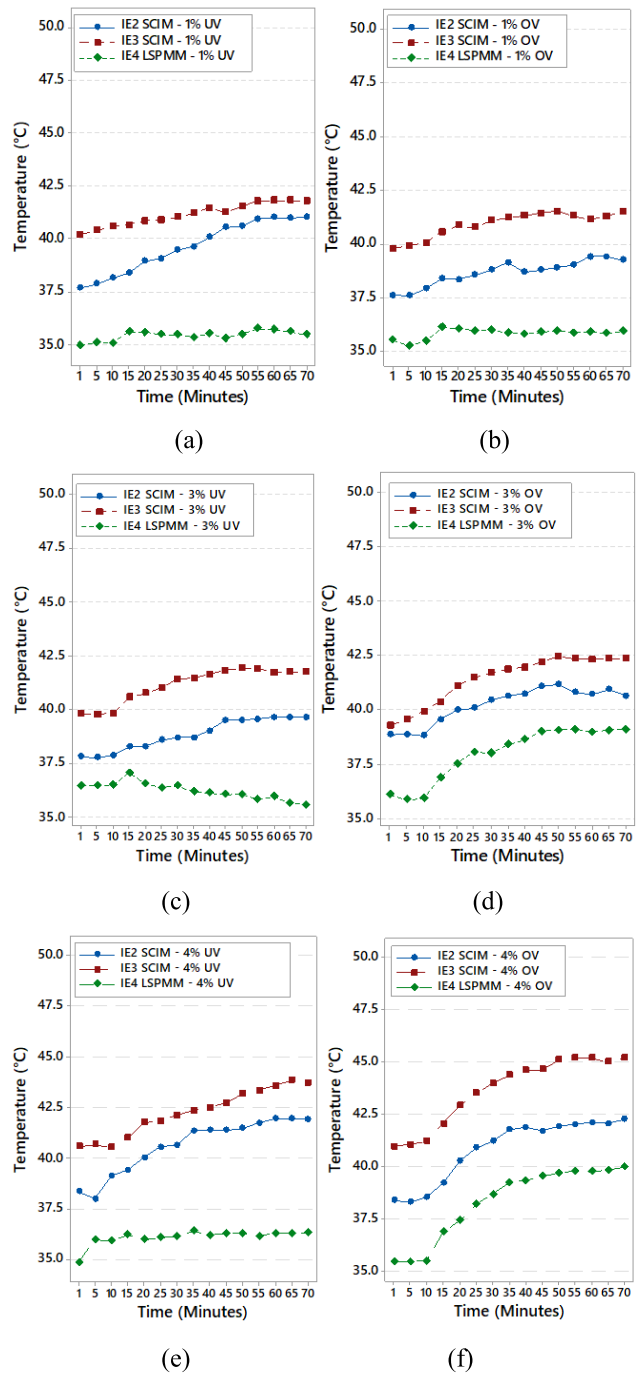 50.0
IE2 SCIM - 1% UV
IE3 SCIM - 1% UV
IE4 LSPMM - 1% UV
47.5
45.0
42.5
40.0
37.5
35.0
Temperature (°C)
1 5 10 15 20 25 30 35 40 45 50 55 60 65 70
Time (Minutes)
(a)
50.0
IE2 SCIM - 1% OV
IE3 SCIM - 1% OV
IE4 LSPMM - 1% OV
47.5
45.0
42.5
40.0
37.5
35.0
Temperature (°C)
1 5 10 15 20 25 30 35 40 45 50 55 60 65 70
Time (Minutes)
(b)
50.0
IE2 SCIM - 3% UV
IE3 SCIM - 3% UV
IE4 LSPMM - 3% UV
47.5
45.0
42.5
40.0
37.5
35.0
Temperature (°C)
1 5 10 15 20 25 30 35 40 45 50 55 60 65 70
Time (Minutes)
(c)
50.0
IE2 SCIM - 3% OV
IE3 SCIM - 3% OV
IE4 LSPMM - 3% OV
47.5
45.0
42.5
40.0
37.5
35.0
Temperature (°C)
1 5 10 15 20 25 30 35 40 45 50 55 60 65 70
Time (Minutes)
(d)
50.0
IE2 SCIM - 4% UV
IE3 SCIM - 4% UV
IE4 LSPMM - 4% UV
47.5
45.0
42.5
40.0
37.5
35.0
Temperature (°C)
1 5 10 15 20 25 30 35 40 45 50 55 60 65 70
Time (Minutes)
(e)
50.0
IE2 SCIM - 4% OV
IE3 SCIM - 4% OV
IE4 LSPMM - 4% OV
47.5
45.0
42.5
40.0
37.5
35.0
Temperature (°C)
1 5 10 15 20 25 30 35 40 45 50 55 60 65 70
Time (Minutes)
(f)